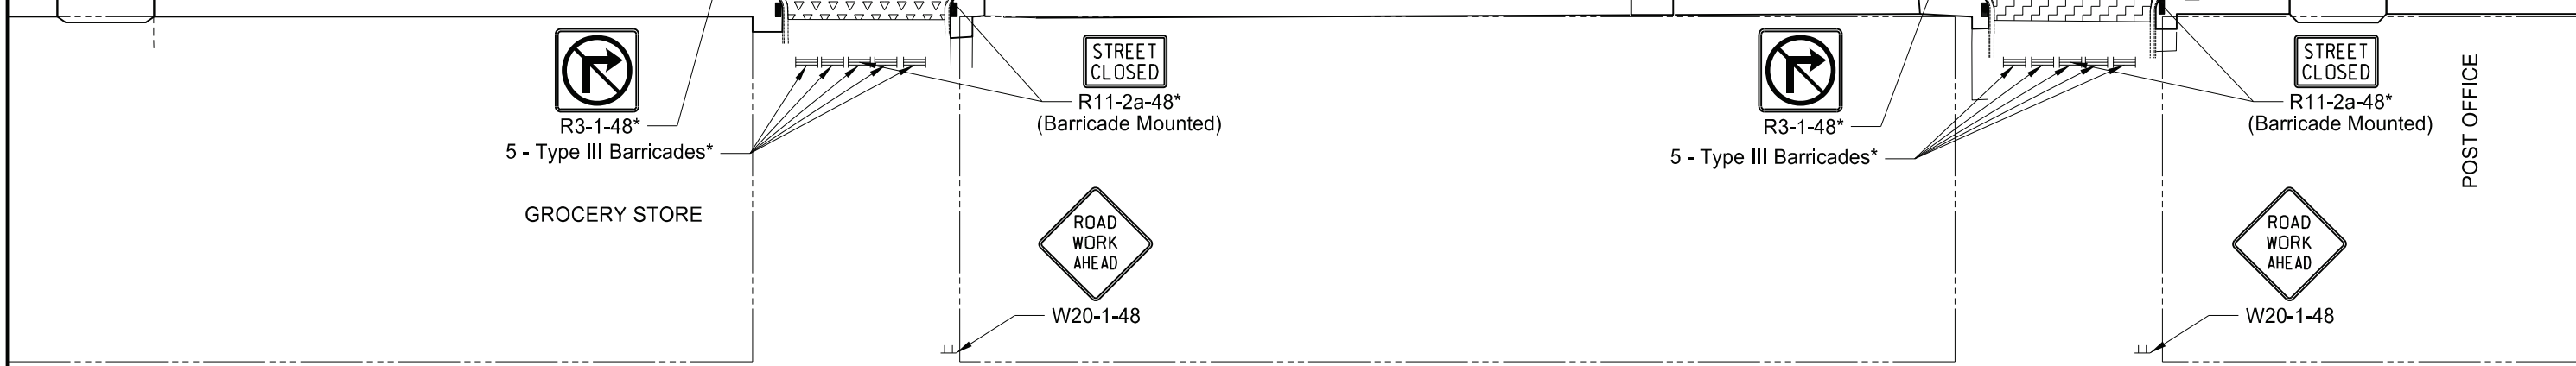 STREET
CLOSED
R11-2a-48*
(Barricade Mounted)
R3-1-48*
5 - Type III Barricades*
GROCERY STORE
ROAD
WORK
AHEAD
W20-1-48
STREET
CLOSED
R11-2a-48*
(Barricade Mounted)
R3-1-48*
5 - Type III Barricades*
POST OFFICE
ROAD
WORK
AHEAD
W20-1-48